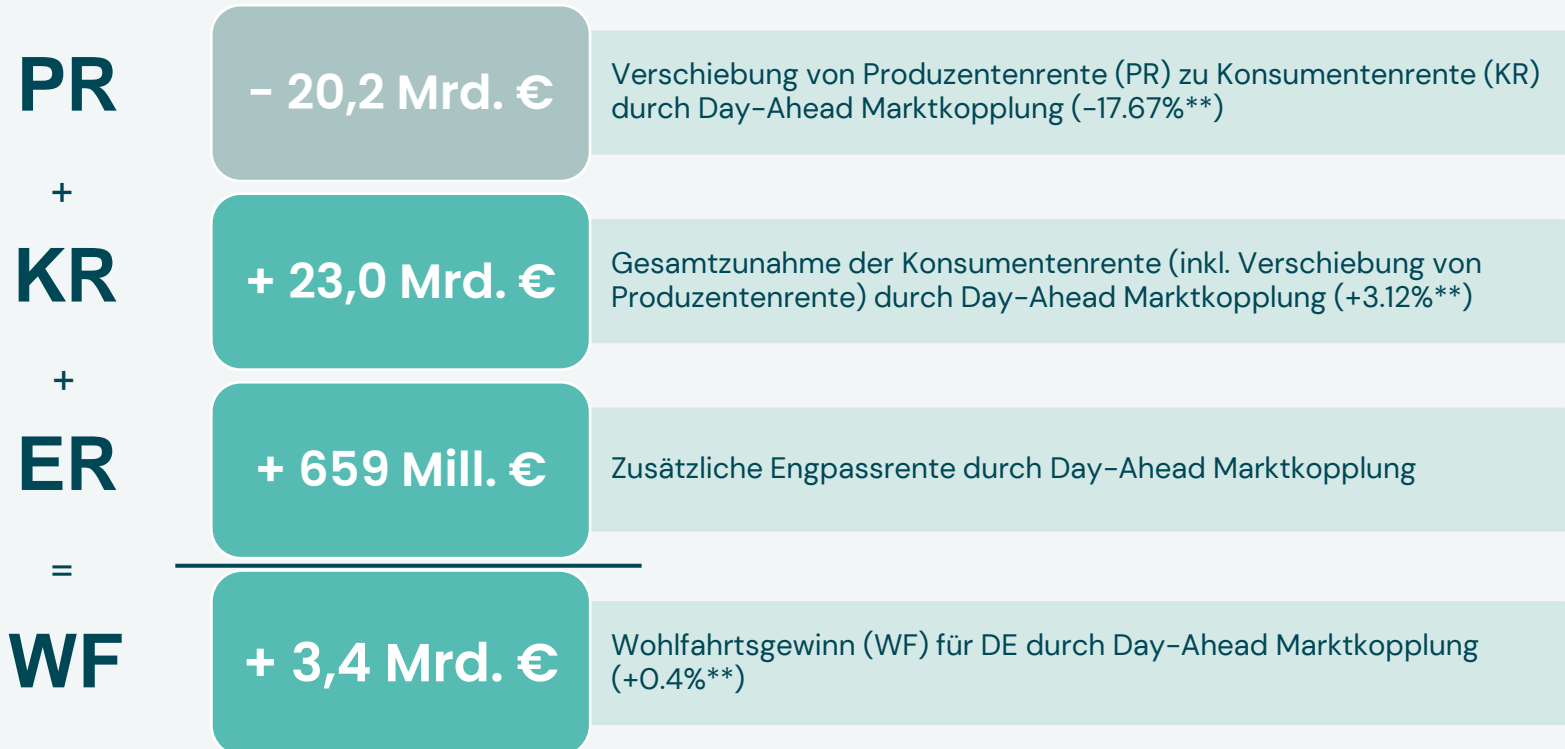 PR
- 20,2 Mrd. €
Verschiebung von Produzentenrente (PR) zu Konsumentenrente (KR)
durch Day-Ahead Marktkopplung (-17.67%**)
+
KR
+ 23,0 Mrd. €
Gesamtzunahme der Konsumentenrente (inkl. Verschiebung von
Produzentenrente) durch Day-Ahead Marktkopplung (+3.12%**)
+
ER
+ 659 Mill. €
Zusätzliche Engpassrente durch Day-Ahead Marktkopplung
=
WF
+ 3,4 Mrd. €
Wohlfahrtsgewinn (WF) für DE durch Day-Ahead Marktkopplung
(+0.4%**)